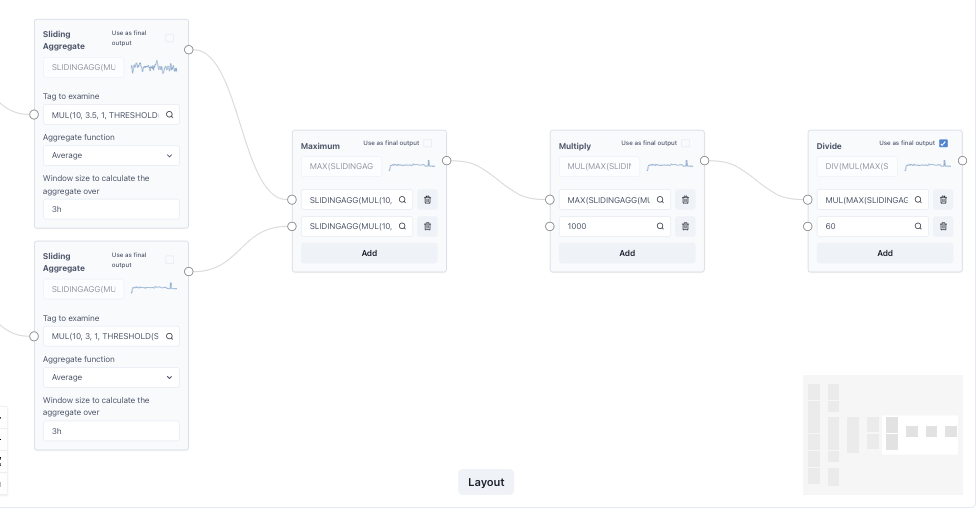 Sliding
Aggregate
Use as final
output
SLIDINGAGG(MU
Tag to examine
MUL(10, 3.5, 1, THRESHOLD
Aggregate function
Average
Window size to calculate the
aggregate over
3h
Sliding
Aggregate
Use as final
output
SLIDINGAGG(MU
Tag to examine
MUL(10, 3, 1, THRESHOLD(S
Aggregate function
Average
Window size to calculate the
aggregate over
3h
Maximum
Use as final output
MAX(SLIDINGAG
SLIDINGAGG(MUL(10,
SLIDINGAGG(MUL(10,
Add
Multiply
Use as final output
MUL(MAX(SLIDIN
MAX(SLIDINGAGG(MU
1000
Add
Divide
Use as final output
DIV(MUL(MAX(S
MUL(MAX(SLIDINGAG
60
Add
Layout